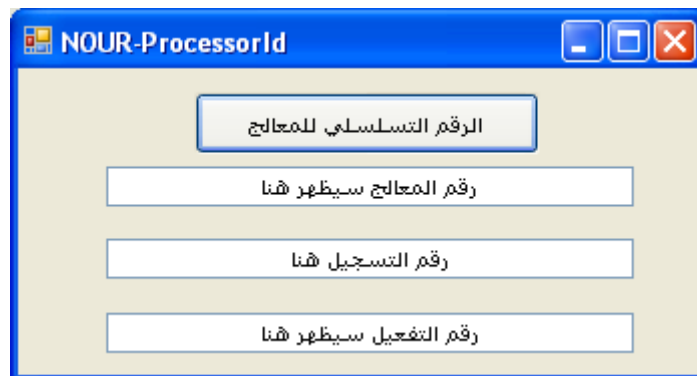 NOUR-ProcessorId
الرقم التسلسلي للمعالج
رقم المعالج سيظهر هنا
رقم التسجيل هنا
رقم التفعيل سيظهر هنا